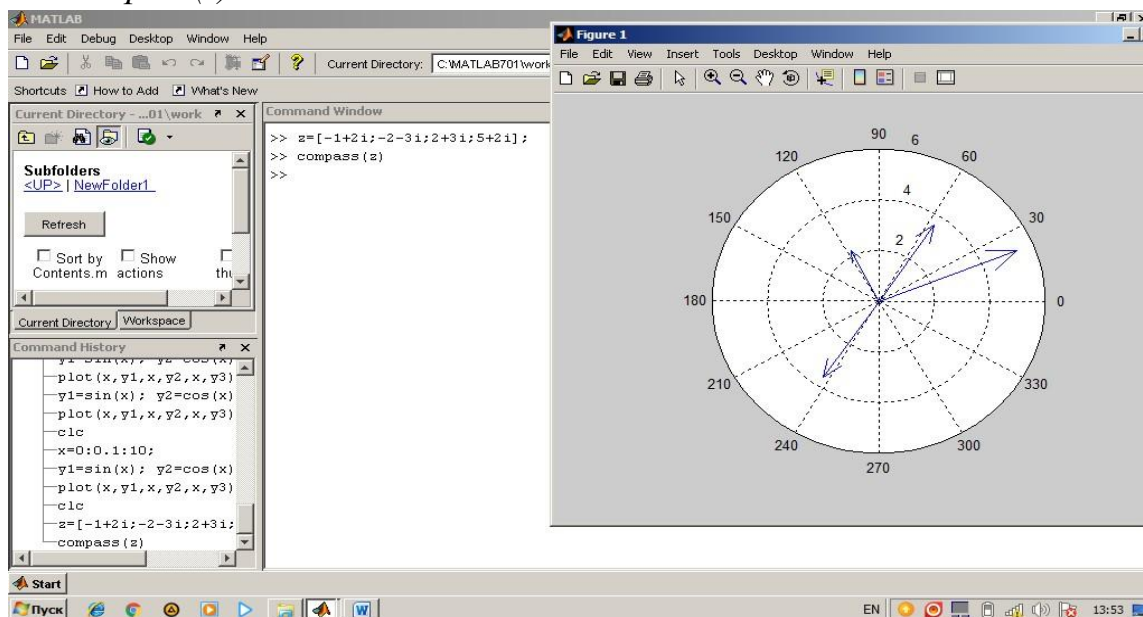 MATLAB
File Edit Debug Desktop Window Help
Current Directory: C:\MATLAB701\work
Shortcuts How to Add What's New
Current Directory - ...01\work
Subfolders
<UP> | NewFolder1
Refresh
Sort by Show
Contents.m actions thu
Current Directory Workspace
Command History
y1=sin(x); y2=cos(x)
plot(x,y1,x,y2,x,y3)
y1=sin(x); y2=cos(x)
plot(x,y1,x,y2,x,y3)
clc
x=0:0.1:10;
y1=sin(x); y2=cos(x)
plot(x,y1,x,y2,x,y3)
clc
z=[-1+2i;-2-3i;2+3i;
compass(z)
Command Window
>> z=[-1+2i;-2-3i;2+3i;5+2i];
>> compass(z)
>>
Figure 1
File Edit View Insert Tools Desktop Window Help
90 6
120 60
4
150 30
2
180 0
210 330
240 300
270
Start
Пуск EN 13:53